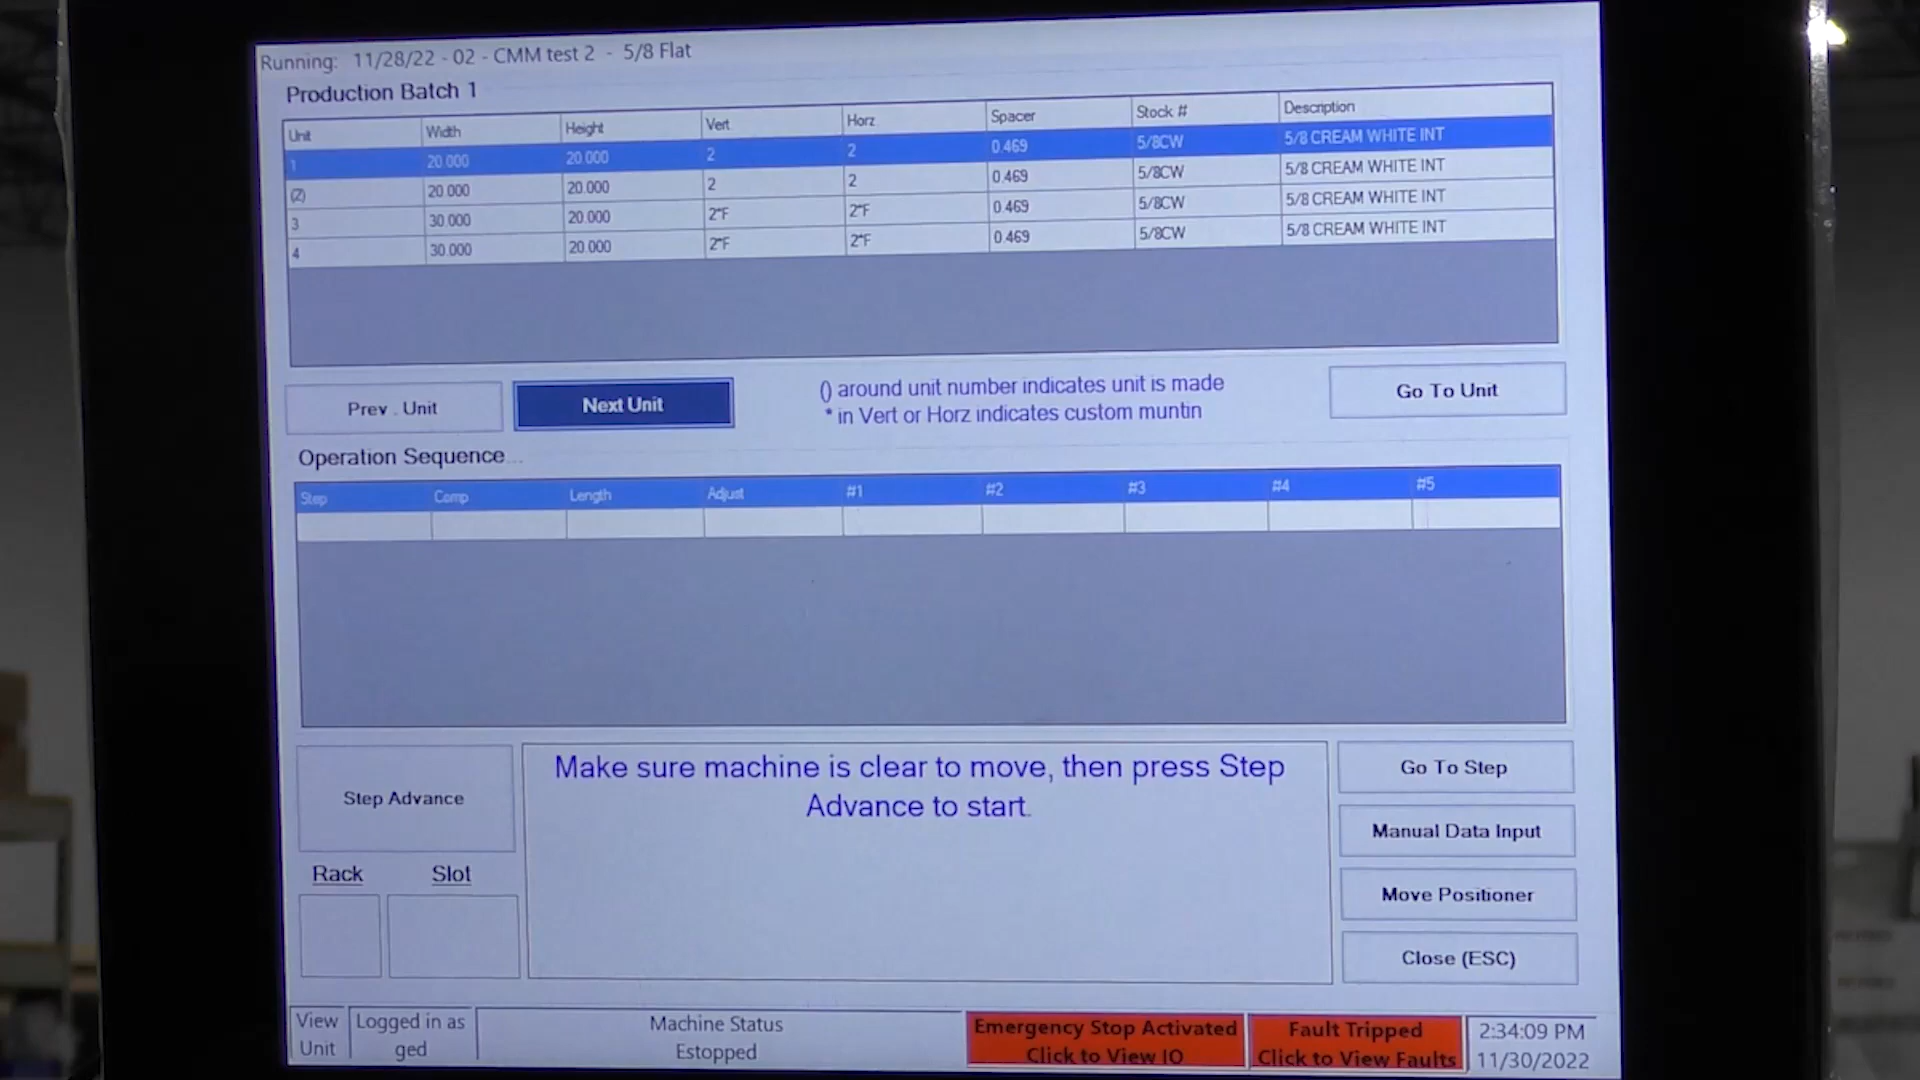 Running: 11/28/22 - 02 - CMM test 2 - 5/8 Flat
Production Batch 1
Unit Width Height Vert Horz Spacer Stock # Description
1 20.000 20.000 2 2 0.469 5/8CW 5/8 CREAM WHITE INT
(2) 20.000 20.000 2 2 0.469 5/8CW 5/8 CREAM WHITE INT
3 30.000 20.000 2*F 2*F 0.469 5/8CW 5/8 CREAM WHITE INT
4 30.000 20.000 2*F 2*F 0.469 5/8CW 5/8 CREAM WHITE INT
Prev . Unit
Next Unit
() around unit number indicates unit is made
* in Vert or Horz indicates custom muntin
Go To Unit
Operation Sequence...
Step Comp Length Adjust #1 #2 #3 #4 #5
Step Advance
Make sure machine is clear to move, then press Step
Advance to start.
Go To Step
Manual Data Input
Rack Slot
Move Positioner
Close (ESC)
View
Unit
Logged in as
ged
Machine Status
Estopped
Emergency Stop Activated
Click to View IO
Fault Tripped
Click to View Faults
2:34:09 PM
11/30/2022